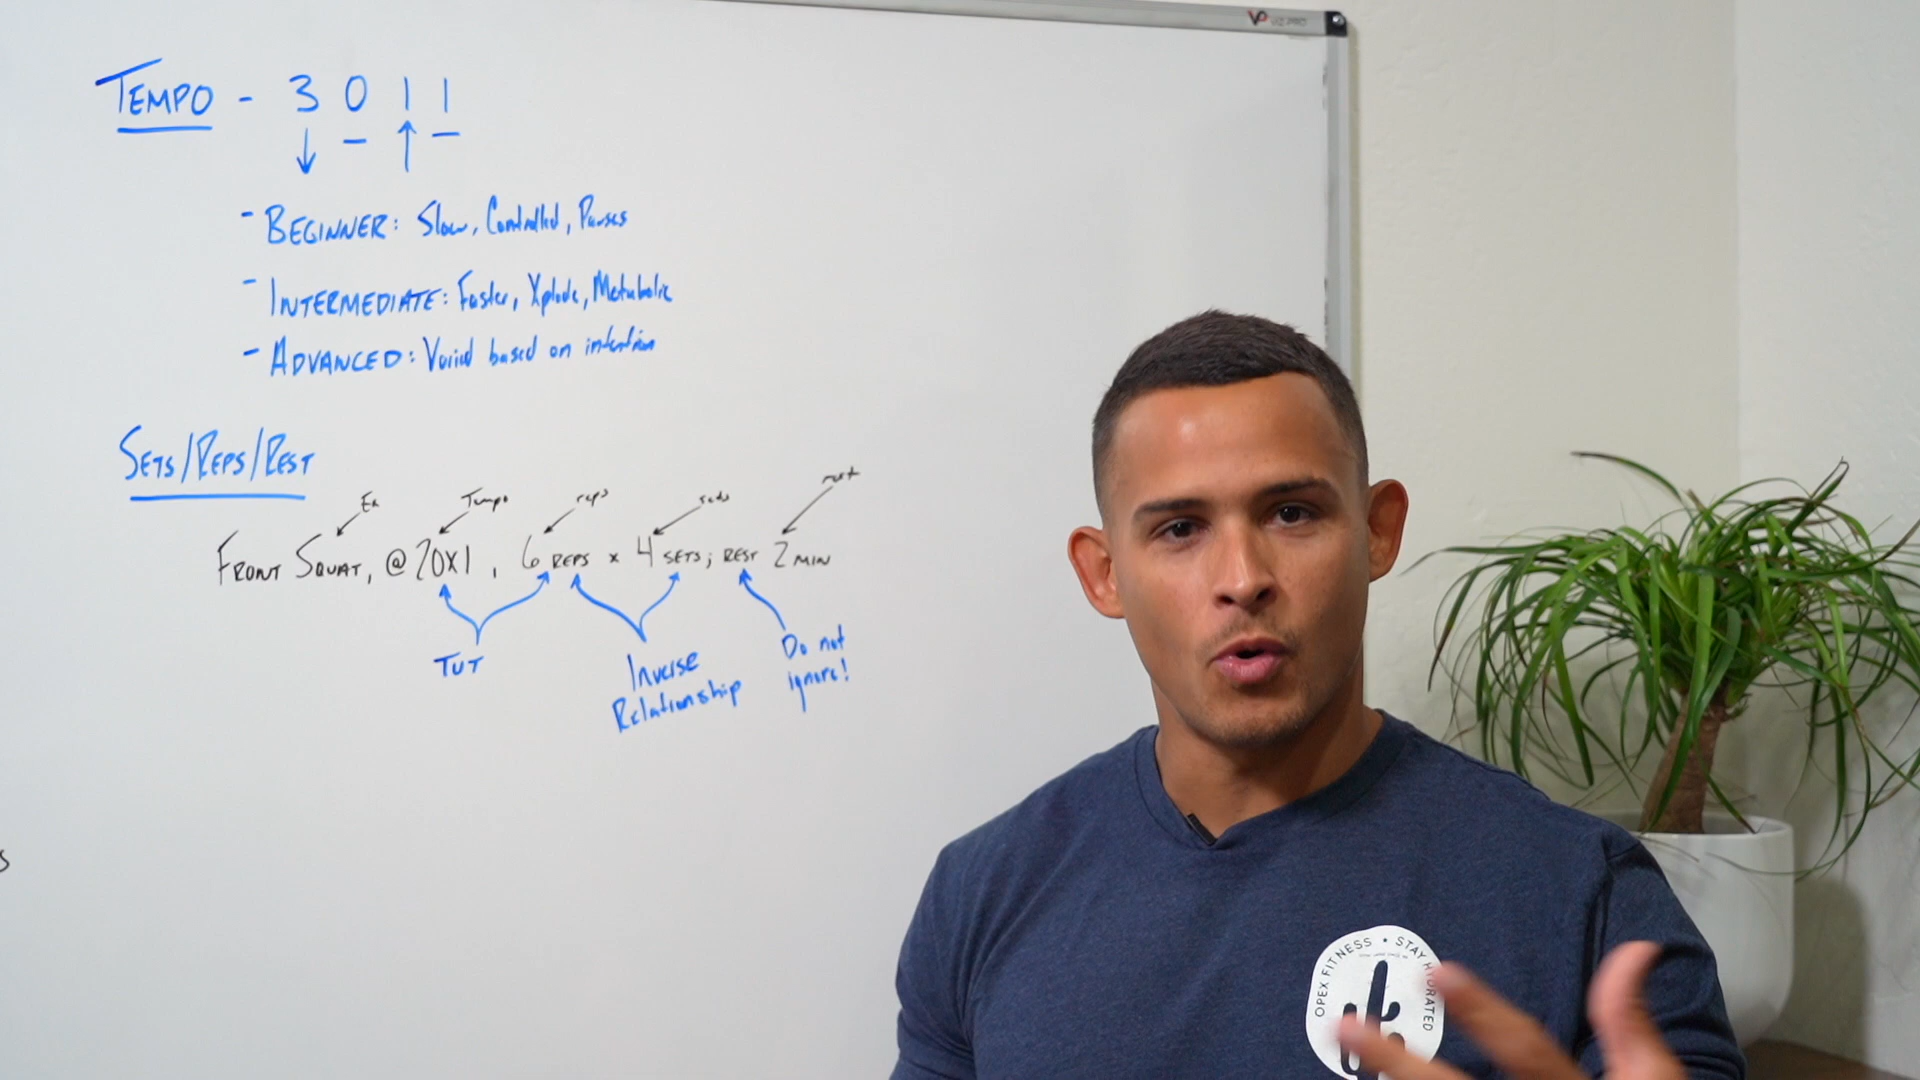 VIZ-PRO
TEMPO - 3 0 1 1
- BEGINNER: Slow, Controlled, Pauses
- INTERMEDIATE: Faster, Xplode, Metabolic
- ADVANCED: Varied based on intention
SETS/REPS/REST
Ex Tempo reps sets rest
FRONT SQUAT, @ 20X1, 6 REPS x 4 SETS; REST 2 MIN
TUT
Inverse
Relationship
Do not
ignore!
S
OPEX FITNESS • STAY HYDRATED